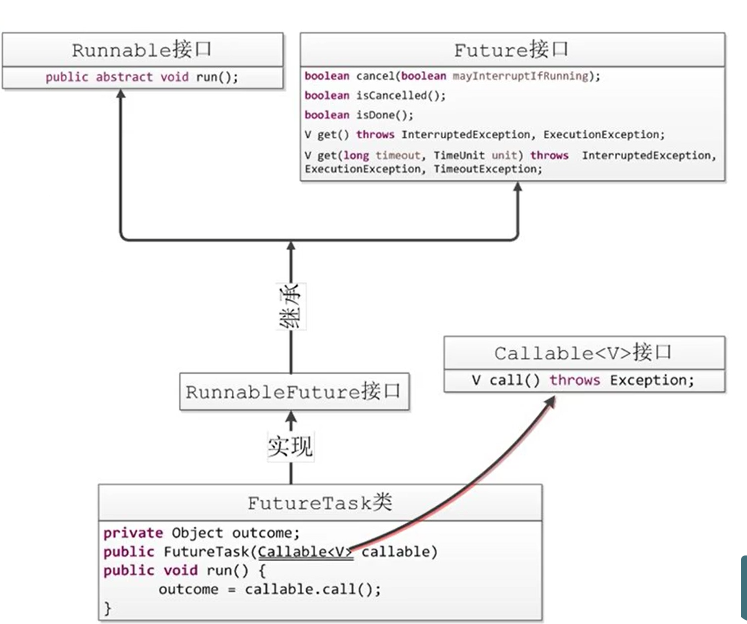 Runnable接口
public abstract void run();
Future接口
boolean cancel(boolean mayInterruptIfRunning);
boolean isCancelled();
boolean isDone();
V get() throws InterruptedException, ExecutionException;
V get(long timeout, TimeUnit unit) throws InterruptedException,
ExecutionException, TimeoutException;
继承
Callable<V>接口
V call() throws Exception;
RunnableFuture接口
实现
FutureTask类
private Object outcome;
public FutureTask(Callable<V> callable)
public void run() {
outcome = callable.call();
}